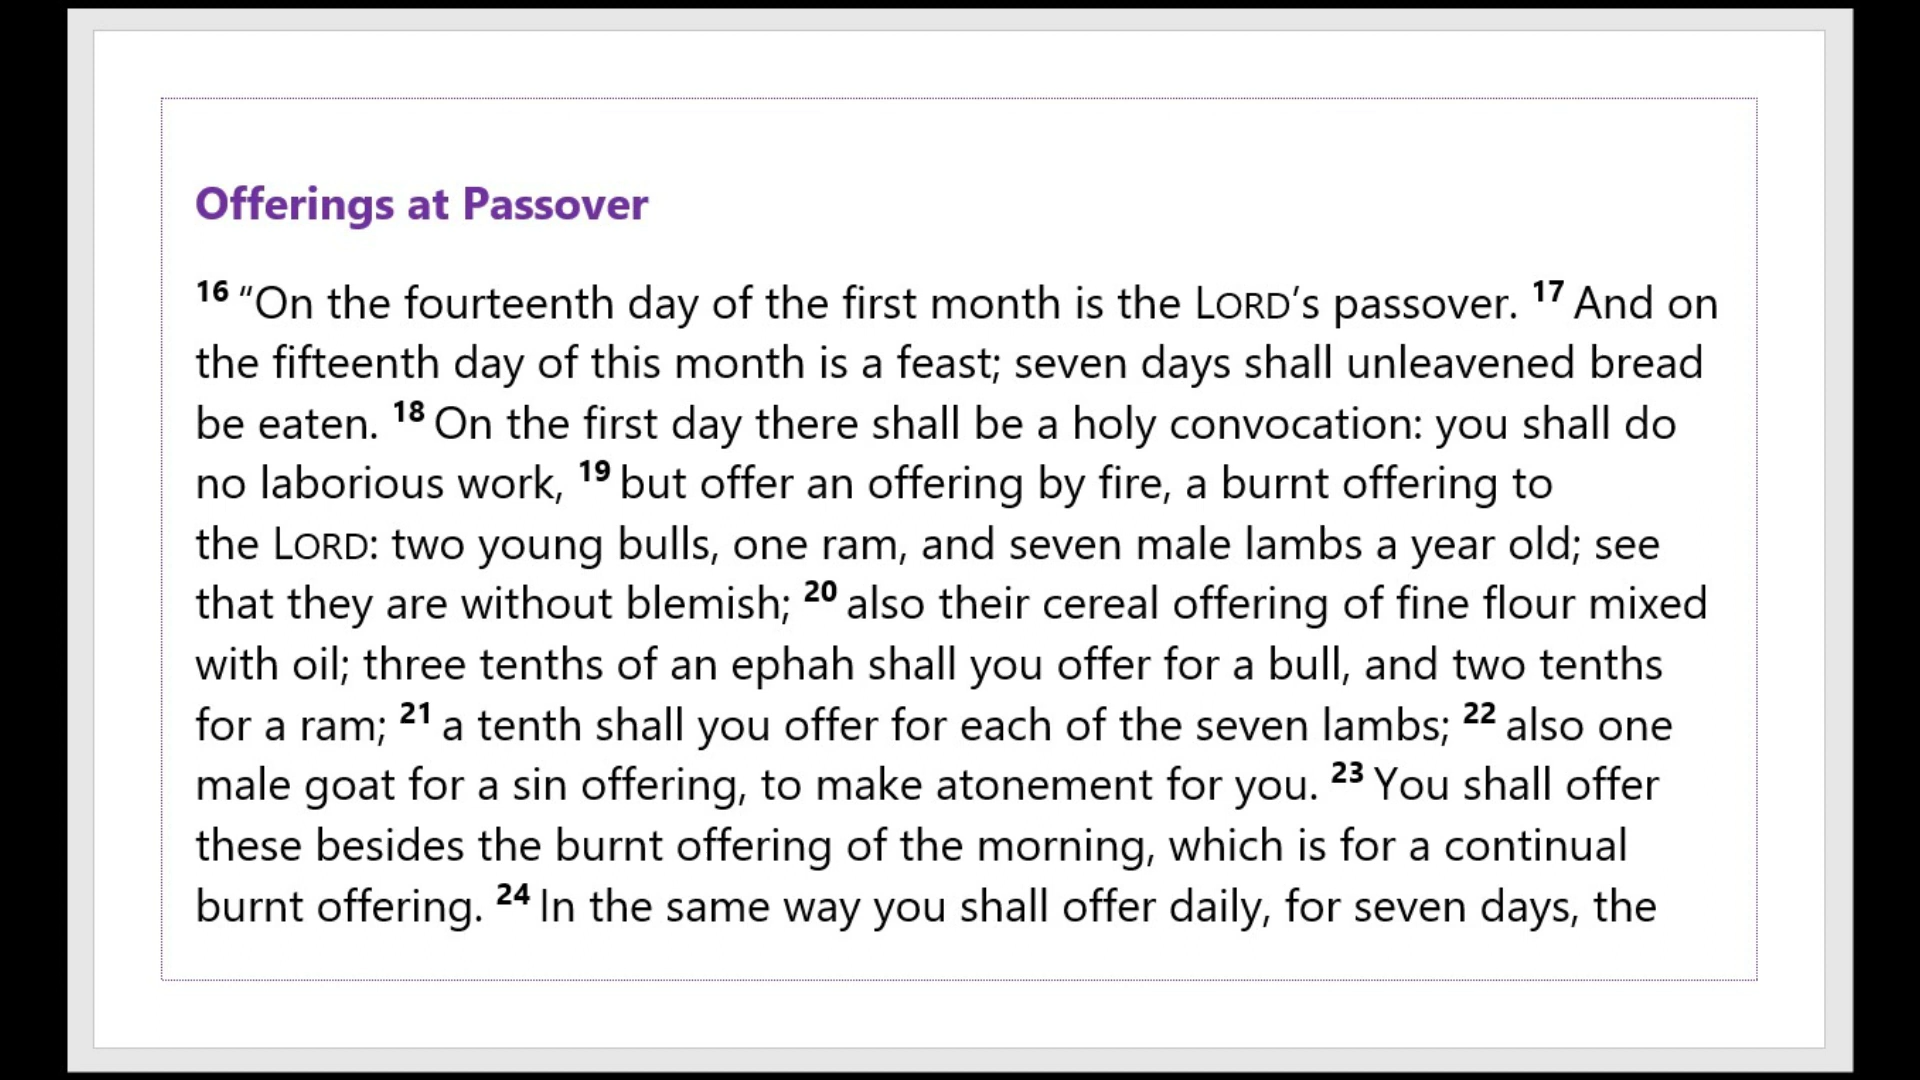 Offerings at Passover
16 “On the fourteenth day of the first month is the LORD’s passover. 17 And on
the fifteenth day of this month is a feast; seven days shall unleavened bread
be eaten. 18 On the first day there shall be a holy convocation: you shall do
no laborious work, 19 but offer an offering by fire, a burnt offering to
the LORD: two young bulls, one ram, and seven male lambs a year old; see
that they are without blemish; 20 also their cereal offering of fine flour mixed
with oil; three tenths of an ephah shall you offer for a bull, and two tenths
for a ram; 21 a tenth shall you offer for each of the seven lambs; 22 also one
male goat for a sin offering, to make atonement for you. 23 You shall offer
these besides the burnt offering of the morning, which is for a continual
burnt offering. 24 In the same way you shall offer daily, for seven days, the